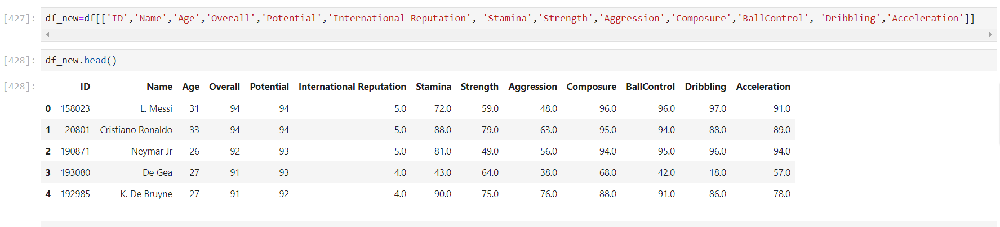 [427]: df_new=df[['ID','Name','Age','Overall','Potential','International Reputation', 'Stamina','Strength','Aggression','Composure','BallControl', 'Dribbling','Acceleration']]
[428]: df_new.head()
[428]: ID Name Age Overall Potential International Reputation Stamina Strength Aggression Composure BallControl Dribbling Acceleration
0 158023 L. Messi 31 94 94 5.0 72.0 59.0 48.0 96.0 96.0 97.0 91.0
1 20801 Cristiano Ronaldo 33 94 94 5.0 88.0 79.0 63.0 95.0 94.0 88.0 89.0
2 190871 Neymar Jr 26 92 93 5.0 81.0 49.0 56.0 94.0 95.0 96.0 94.0
3 193080 De Gea 27 91 93 4.0 43.0 64.0 38.0 68.0 42.0 18.0 57.0
4 192985 K. De Bruyne 27 91 92 4.0 90.0 75.0 76.0 88.0 91.0 86.0 78.0